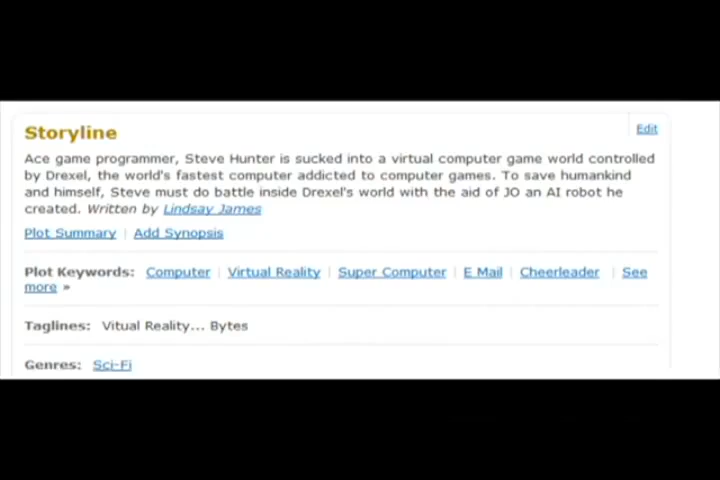 Storyline
Edit
Ace game programmer, Steve Hunter is sucked into a virtual computer game world controlled
by Drexel, the world's fastest computer addicted to computer games. To save humankind
and himself, Steve must do battle inside Drexel's world with the aid of JO an AI robot he
created. Written by Lindsay James
Plot Summary | Add Synopsis
Plot Keywords: Computer | Virtual Reality | Super Computer | E Mail | Cheerleader | See
more »
Taglines: Vitual Reality... Bytes
Genres: Sci-Fi